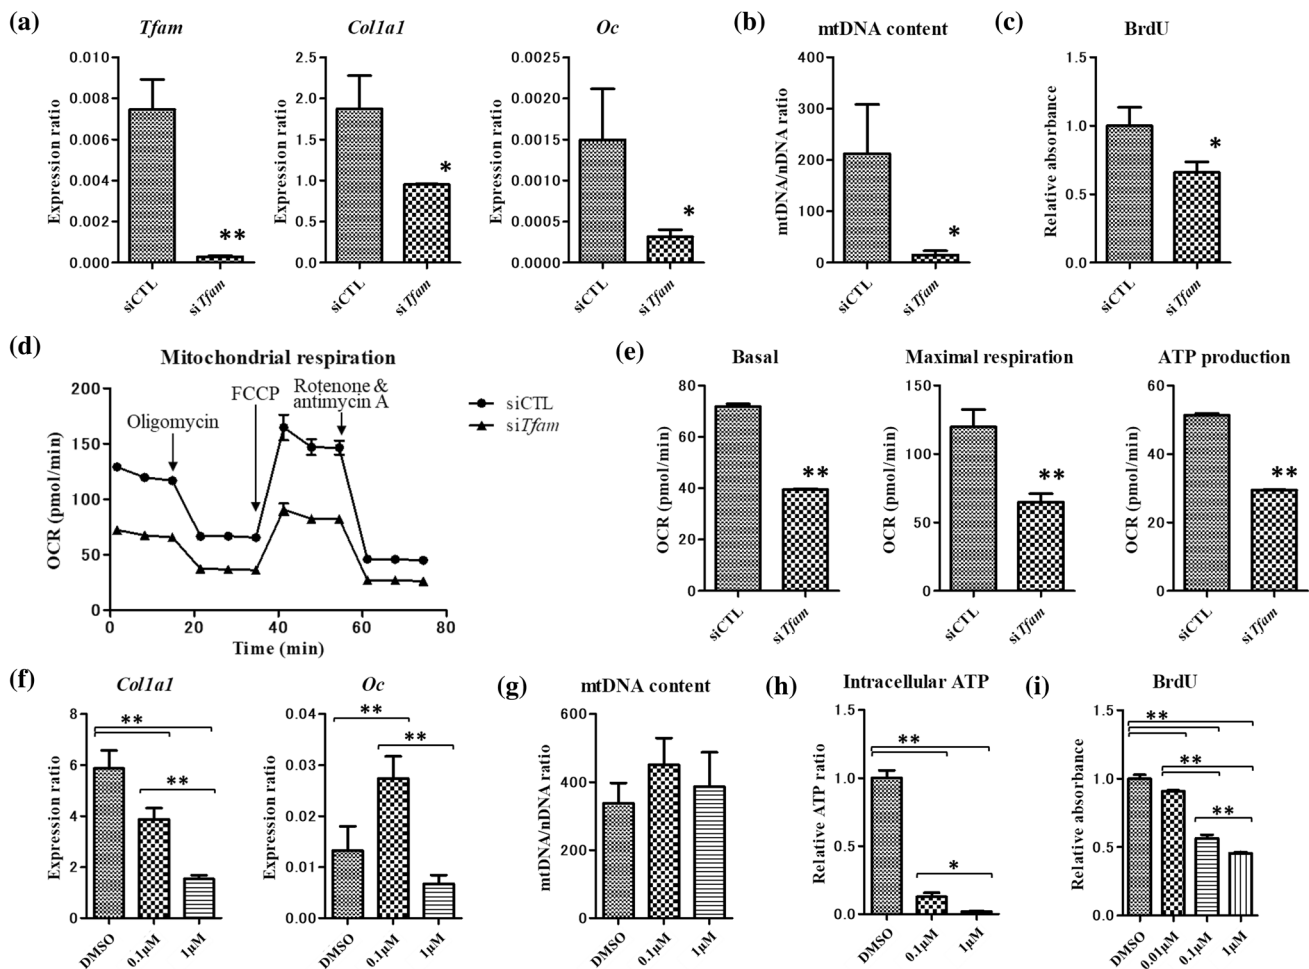 (a)
Tfam
Expression ratio
0.010
0.008
0.006
0.004
0.002
0.000
**
siCTL
siTfam
Col1a1
Expression ratio
2.5
2.0
1.5
1.0
0.5
0.0
*
siCTL
siTfam
Oc
Expression ratio
0.0025
0.0020
0.0015
0.0010
0.0005
0.0000
*
siCTL
siTfam
(b)
mtDNA content
mtDNA/nDNA ratio
400
300
200
100
0
*
siCTL
siTfam
(c)
BrdU
Relative absorbance
1.5
1.0
0.5
0.0
*
siCTL
siTfam
(d)
Mitochondrial respiration
OCR (pmol/min)
200
150
100
50
0
Oligomycin
FCCP
Rotenone &
antimycin A
siCTL
siTfam
0
20
40
60
80
Time (min)
(e)
Basal
OCR (pmol/min)
80
60
40
20
0
**
siCTL
siTfam
Maximal respiration
OCR (pmol/min)
150
100
50
0
**
siCTL
siTfam
ATP production
OCR (pmol/min)
60
40
20
0
**
siCTL
siTfam
(f)
Col1a1
Expression ratio
8
6
4
2
0
**
**
DMSO
0.1μM
1μM
Oc
Expression ratio
0.04
0.03
0.02
0.01
0.00
**
**
DMSO
0.1μM
1μM
(g)
mtDNA content
mtDNA/nDNA ratio
600
400
200
0
DMSO
0.1μM
1μM
(h)
Intracellular ATP
Relative ATP ratio
1.5
1.0
0.5
0.0
**
*
DMSO
0.1μM
1μM
(i)
BrdU
Relative absorbance
1.5
1.0
0.5
0.0
**
**
**
DMSO
0.01μM
0.1μM
1μM